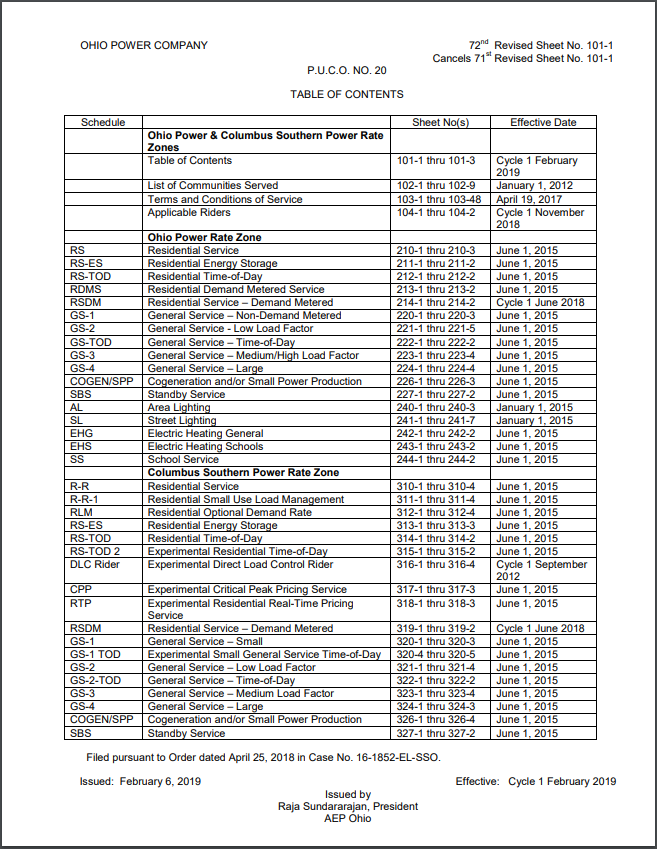 OHIO POWER COMPANY 72nd Revised Sheet No. 101-1
Cancels 71st Revised Sheet No. 101-1
P.U.C.O. NO. 20
TABLE OF CONTENTS
Schedule Sheet No(s) Effective Date
Ohio Power & Columbus Southern Power Rate
Zones
Table of Contents 101-1 thru 101-3 Cycle 1 February
2019
List of Communities Served 102-1 thru 102-9 January 1, 2012
Terms and Conditions of Service 103-1 thru 103-48 April 19, 2017
Applicable Riders 104-1 thru 104-2 Cycle 1 November
2018
Ohio Power Rate Zone
RS Residential Service 210-1 thru 210-3 June 1, 2015
RS-ES Residential Energy Storage 211-1 thru 211-2 June 1, 2015
RS-TOD Residential Time-of-Day 212-1 thru 212-2 June 1, 2015
RDMS Residential Demand Metered Service 213-1 thru 213-2 June 1, 2015
RSDM Residential Service – Demand Metered 214-1 thru 214-2 Cycle 1 June 2018
GS-1 General Service – Non-Demand Metered 220-1 thru 220-3 June 1, 2015
GS-2 General Service - Low Load Factor 221-1 thru 221-5 June 1, 2015
GS-TOD General Service – Time-of-Day 222-1 thru 222-2 June 1, 2015
GS-3 General Service – Medium/High Load Factor 223-1 thru 223-4 June 1, 2015
GS-4 General Service – Large 224-1 thru 224-4 June 1, 2015
COGEN/SPP Cogeneration and/or Small Power Production 226-1 thru 226-3 June 1, 2015
SBS Standby Service 227-1 thru 227-2 June 1, 2015
AL Area Lighting 240-1 thru 240-3 January 1, 2015
SL Street Lighting 241-1 thru 241-7 January 1, 2015
EHG Electric Heating General 242-1 thru 242-2 June 1, 2015
EHS Electric Heating Schools 243-1 thru 243-2 June 1, 2015
SS School Service 244-1 thru 244-2 June 1, 2015
Columbus Southern Power Rate Zone
R-R Residential Service 310-1 thru 310-4 June 1, 2015
R-R-1 Residential Small Use Load Management 311-1 thru 311-4 June 1, 2015
RLM Residential Optional Demand Rate 312-1 thru 312-4 June 1, 2015
RS-ES Residential Energy Storage 313-1 thru 313-3 June 1, 2015
RS-TOD Residential Time-of-Day 314-1 thru 314-2 June 1, 2015
RS-TOD 2 Experimental Residential Time-of-Day 315-1 thru 315-2 June 1, 2015
DLC Rider Experimental Direct Load Control Rider 316-1 thru 316-4 Cycle 1 September
2012
CPP Experimental Critical Peak Pricing Service 317-1 thru 317-3 June 1, 2015
RTP Experimental Residential Real-Time Pricing 318-1 thru 318-3 June 1, 2015
Service
RSDM Residential Service – Demand Metered 319-1 thru 319-2 Cycle 1 June 2018
GS-1 General Service – Small 320-1 thru 320-3 June 1, 2015
GS-1 TOD Experimental Small General Service Time-of-Day 320-4 thru 320-5 June 1, 2015
GS-2 General Service – Low Load Factor 321-1 thru 321-4 June 1, 2015
GS-2-TOD General Service – Time-of-Day 322-1 thru 322-2 June 1, 2015
GS-3 General Service – Medium Load Factor 323-1 thru 323-4 June 1, 2015
GS-4 General Service – Large 324-1 thru 324-3 June 1, 2015
COGEN/SPP Cogeneration and/or Small Power Production 326-1 thru 326-4 June 1, 2015
SBS Standby Service 327-1 thru 327-2 June 1, 2015
Filed pursuant to Order dated April 25, 2018 in Case No. 16-1852-EL-SSO.
Issued: February 6, 2019 Effective: Cycle 1 February 2019
Issued by
Raja Sundararajan, President
AEP Ohio